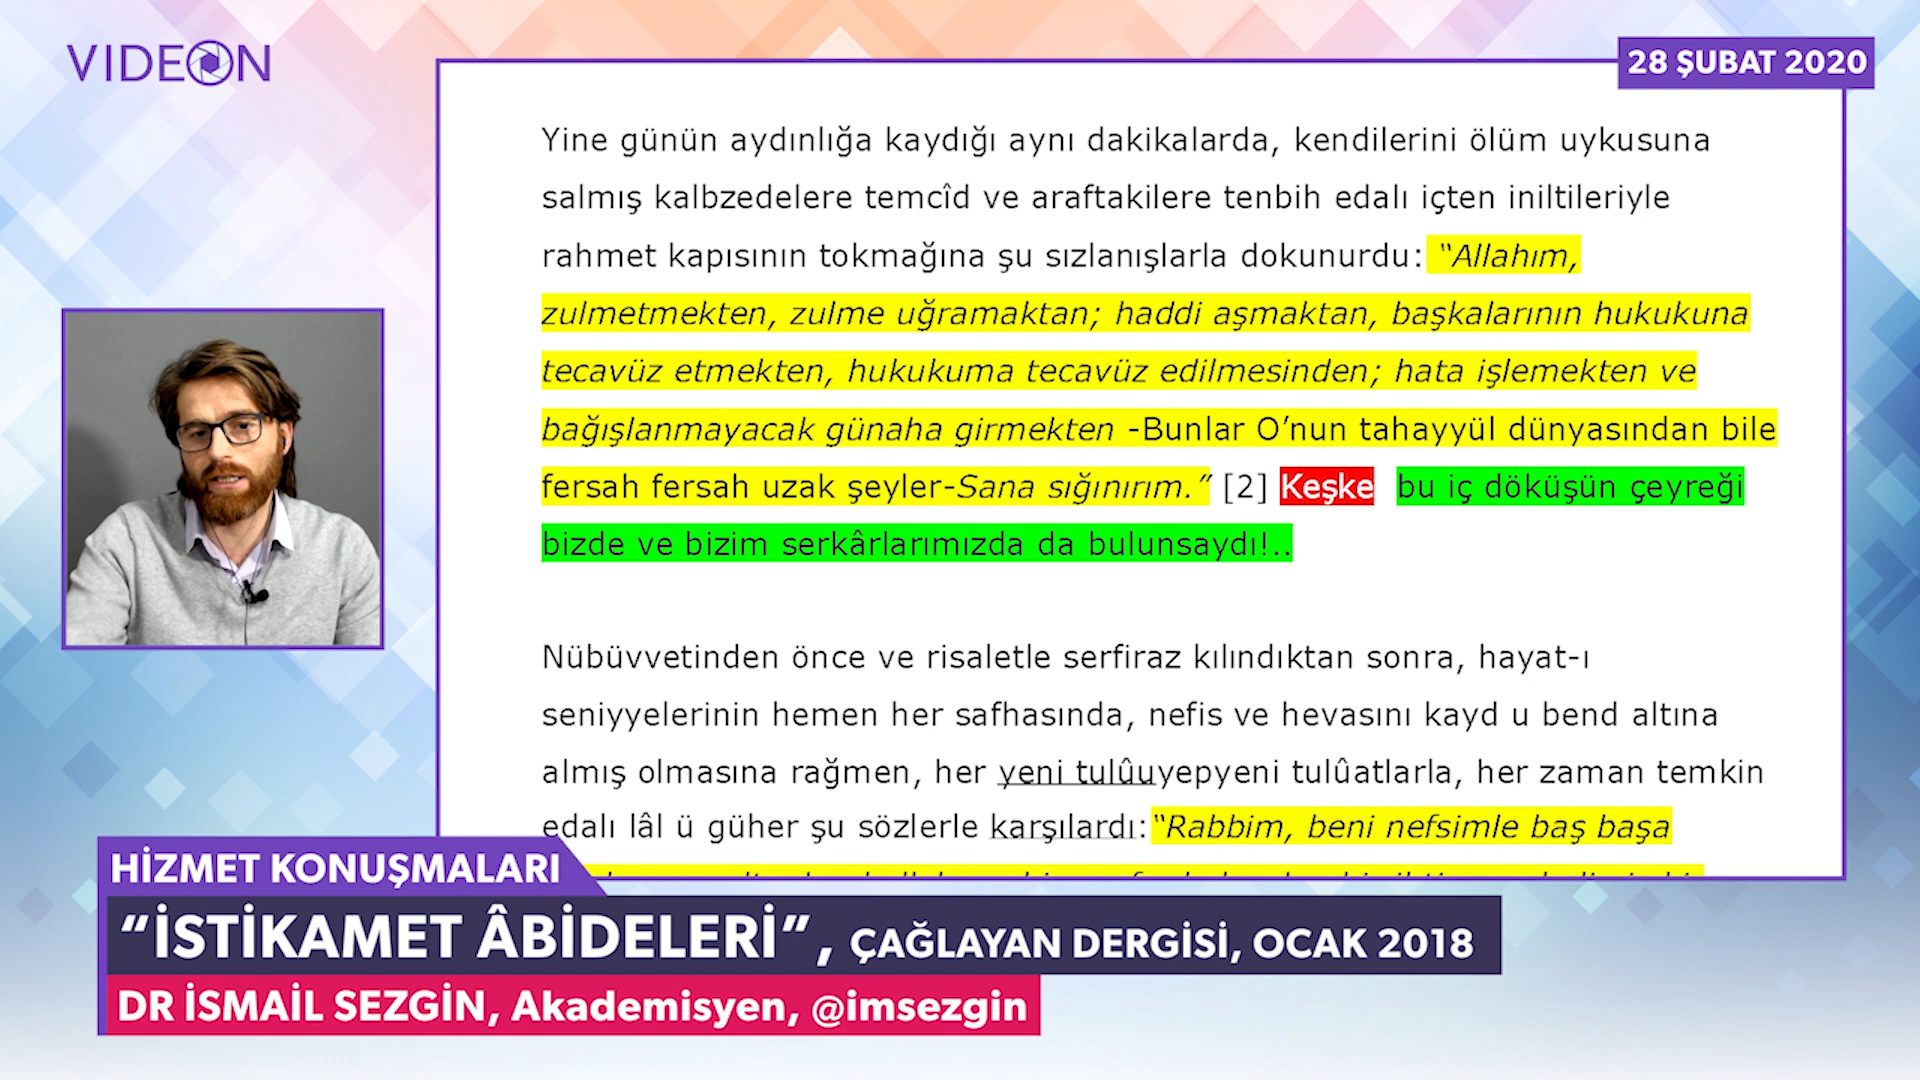 VIDEON
28 ŞUBAT 2020
Yine günün aydınlığa kaydığı aynı dakikalarda, kendilerini ölüm uykusuna
salmış kalbzedelere temcîd ve araftakilere tenbih edalı içten iniltileriyle
rahmet kapısının tokmağına şu sızlanışlarla dokunurdu: “Allahım,
zulmetmekten, zulme uğramaktan; haddi aşmaktan, başkalarının hukukuna
tecavüz etmekten, hukukuma tecavüz edilmesinden; hata işlemekten ve
bağışlanmayacak günaha girmekten -Bunlar O’nun tahayyül dünyasından bile
fersah fersah uzak şeyler-Sana sığınırım.” [2] Keşke bu iç döküşün çeyreği
bizde ve bizim serkârlarımızda da bulunsaydı!..
Nübüvvetinden önce ve risaletle serfiraz kılındıktan sonra, hayat-ı
seniyyelerinin hemen her safhasında, nefis ve hevasını kayd u bend altına
almış olmasına rağmen, her yeni tulûuyepyeni tulûatlarla, her zaman temkin
edalı lâl ü güher şu sözlerle karşılardı:“Rabbim, beni nefsimle baş başa
HİZMET KONUŞMALARI
“İSTİKAMET ÂBİDELERİ”, ÇAĞLAYAN DERGİSİ, OCAK 2018
DR İSMAİL SEZGİN, Akademisyen, @imsezgin